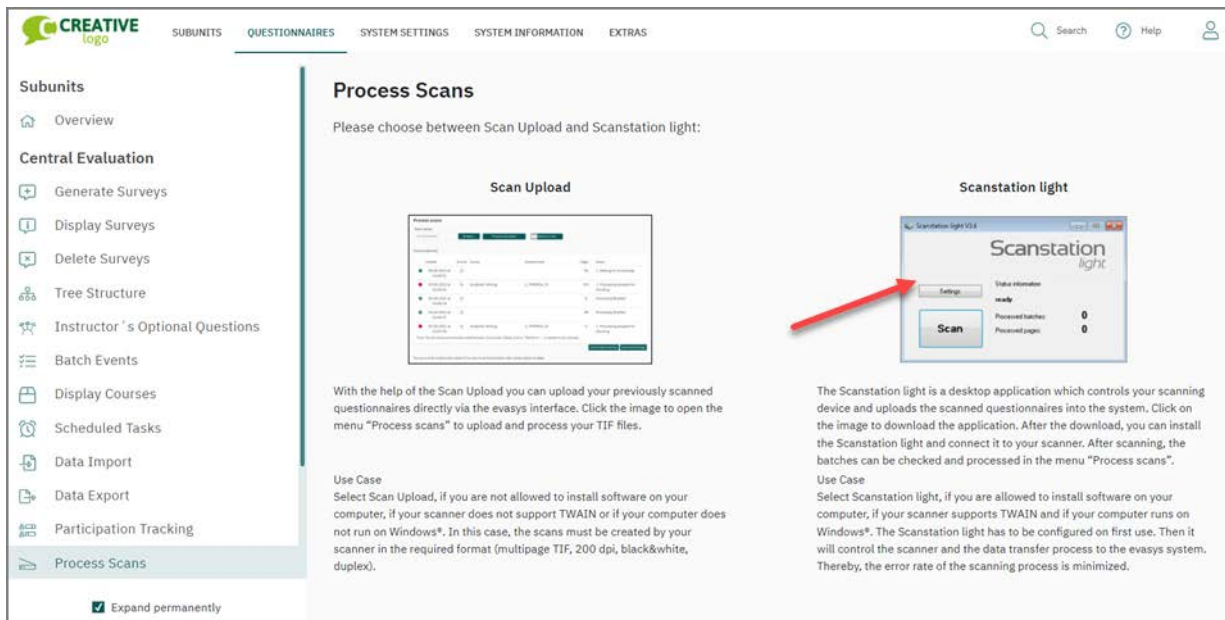 CREATIVE
logo
SUBUNITS QUESTIONNAIRES SYSTEM SETTINGS SYSTEM INFORMATION EXTRAS
Search Help
Subunits
Overview
Central Evaluation
Generate Surveys
Display Surveys
Delete Surveys
Tree Structure
Instructor´s Optional Questions
Batch Events
Display Courses
Scheduled Tasks
Data Import
Data Export
Participation Tracking
Process Scans
Expand permanently
Process Scans
Please choose between Scan Upload and Scanstation light:
Scan Upload
Process scans
With the help of the Scan Upload you can upload your previously scanned
questionnaires directly via the evasys interface. Click the image to open the
menu “Process scans” to upload and process your TIF files.
Use Case
Select Scan Upload, if you are not allowed to install software on your
computer, if your scanner does not support TWAIN or if your computer does
not run on Windows®. In this case, the scans must be created by your
scanner in the required format (multipage TIF, 200 dpi, black&white,
duplex).
Scanstation light
Scanstation light V3.6
Scanstation
light
Settings
Status information
ready
Scan
Processed batches: 0
Processed pages: 0
The Scanstation light is a desktop application which controls your scanning
device and uploads the scanned questionnaires into the system. Click on
the image to download the application. After the download, you can install
the Scanstation light and connect it to your scanner. After scanning, the
batches can be checked and processed in the menu “Process scans”.
Use Case
Select Scanstation light, if you are allowed to install software on your
computer, if your scanner supports TWAIN and if your computer runs on
Windows®. The Scanstation light has to be configured on first use. Then it
will control the scanner and the data transfer process to the evasys system.
Thereby, the error rate of the scanning process is minimized.